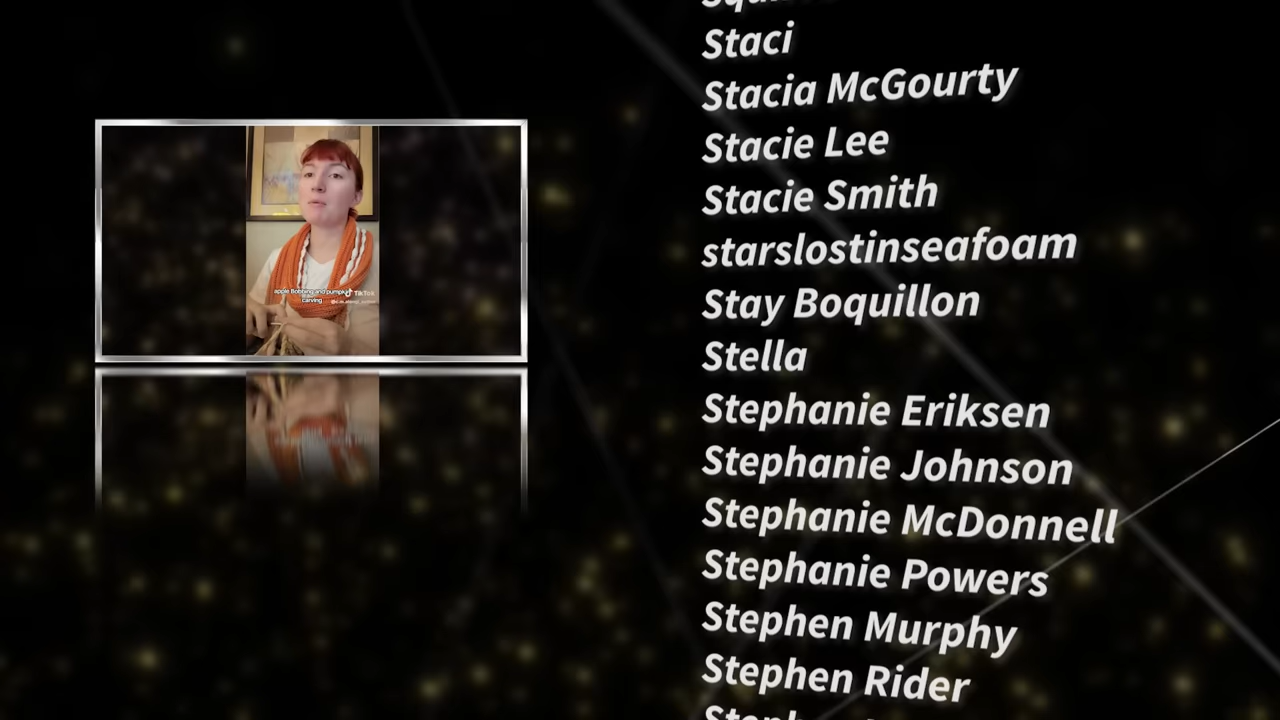 apple Bobbing and pumpk
carving
TikTok
Staci
Stacia McGourty
Stacie Lee
Stacie Smith
starslostinseafoam
Stay Boquillon
Stella
Stephanie Eriksen
Stephanie Johnson
Stephanie McDonnell
Stephanie Powers
Stephen Murphy
Stephen Rider